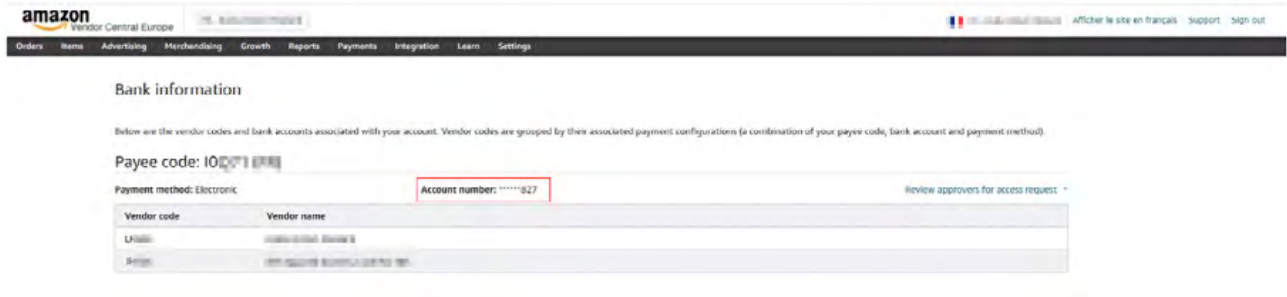 amazon
Vendor Central Europe
Afficher le site en français Support Sign out
Orders Items Advertising Merchandising Growth Reports Payments Integration Learn Settings
Bank information
Below are the vendor codes and bank accounts associated with your account. Vendor codes are grouped by their associated payment configurations (a combination of your payee code, bank account and payment method).
Payee code:
Payment method: Electronic Account number: ******827 Review approvers for access request
Vendor code Vendor name